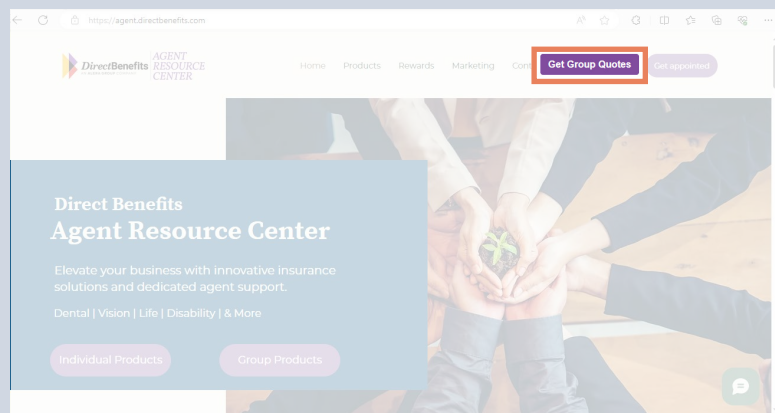 https://agent.directbenefits.com
DirectBenefits
AGENT
RESOURCE
CENTER
Home
Products
Rewards
Marketing
Cont
Get Group Quotes
Get appointed
Direct Benefits
Agent Resource Center
Elevate your business with innovative insurance
solutions and dedicated agent support.
Dental | Vision | Life | Disability | & More
Individual Products
Group Products